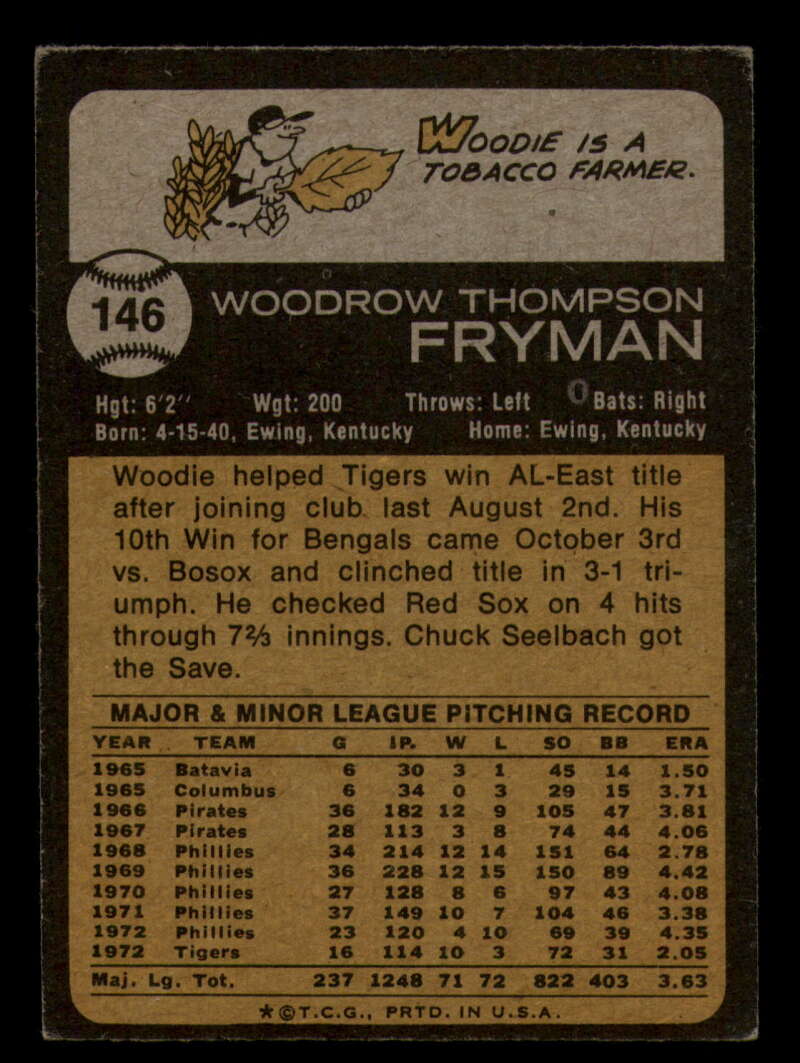 WOODIE IS A
TOBACCO FARMER.
146
WOODROW THOMPSON
FRYMAN
Hgt: 6'2" Wgt: 200 Throws: Left Bats: Right
Born: 4-15-40, Ewing, Kentucky Home: Ewing, Kentucky
Woodie helped Tigers win AL-East title
after joining club last August 2nd. His
10th Win for Bengals came October 3rd
vs. Bosox and clinched title in 3-1 tri-
umph. He checked Red Sox on 4 hits
through 7⅔ innings. Chuck Seelbach got
the Save.
MAJOR & MINOR LEAGUE PITCHING RECORD
YEAR TEAM G IP. W L SO BB ERA
1965 Batavia 6 30 3 1 45 14 1.50
1965 Columbus 6 34 0 3 29 15 3.71
1966 Pirates 36 182 12 9 105 47 3.81
1967 Pirates 28 113 3 8 74 44 4.06
1968 Phillies 34 214 12 14 151 64 2.78
1969 Phillies 36 228 12 15 150 89 4.42
1970 Phillies 27 128 8 6 97 43 4.08
1971 Phillies 37 149 10 7 104 46 3.38
1972 Phillies 23 120 4 10 69 39 4.35
1972 Tigers 16 114 10 3 72 31 2.05
Maj. Lg. Tot. 237 1248 71 72 822 403 3.63
★©T.C.G., PRTD. IN U.S.A.